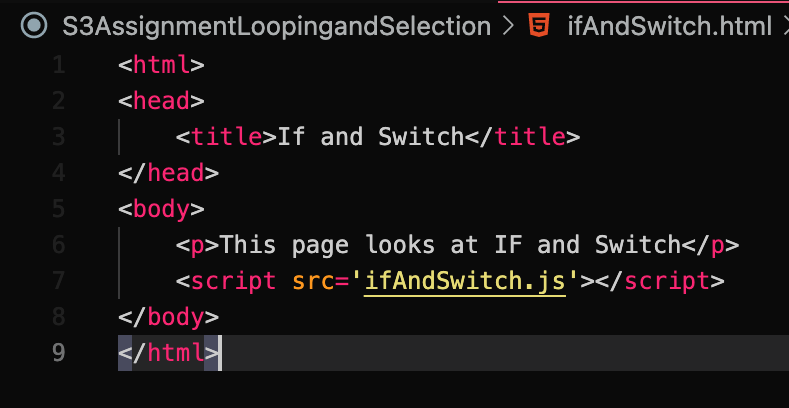 S3AssignmentLoopingandSelection > ifAndSwitch.html >
1 <html>
2 <head>
3 <title>If and Switch</title>
4 </head>
5 <body>
6 <p>This page looks at IF and Switch</p>
7 <script src='ifAndSwitch.js'></script>
8 </body>
9 </html>